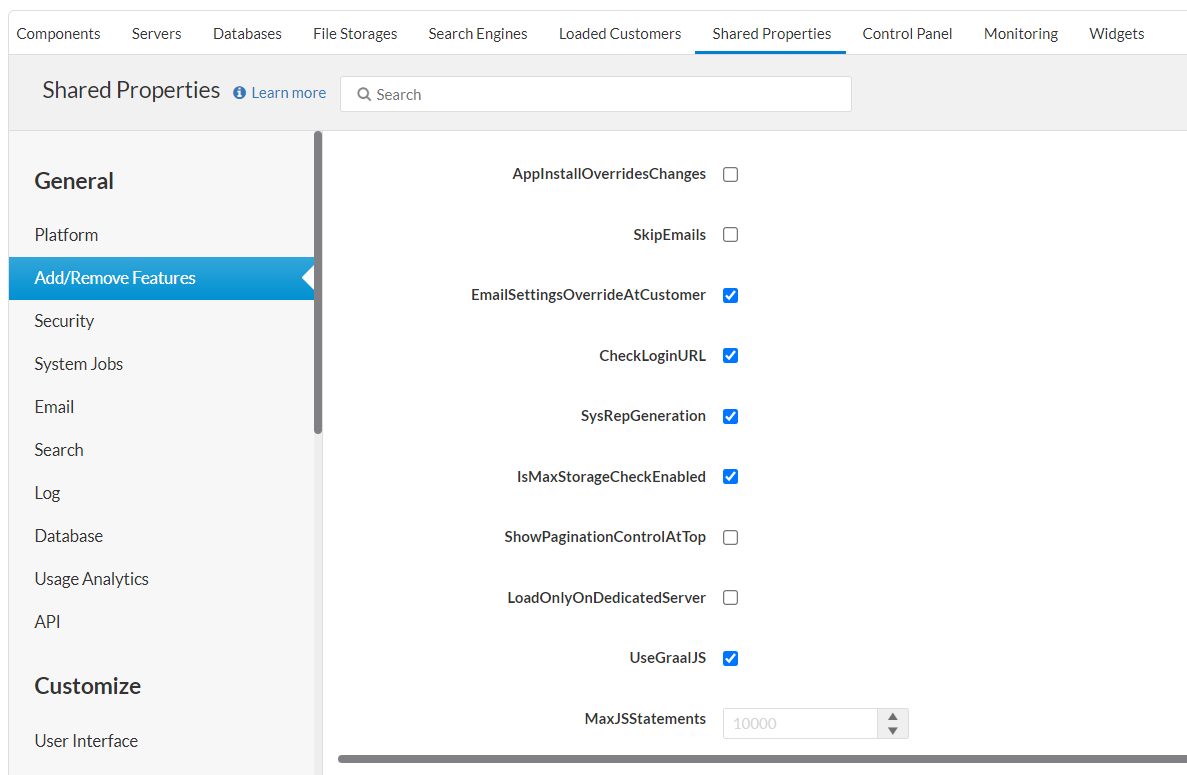 Components Servers Databases File Storages Search Engines Loaded Customers Shared Properties Control Panel Monitoring Widgets
Shared Properties Learn more Search
General
Platform
Add/Remove Features
Security
System Jobs
Email
Search
Log
Database
Usage Analytics
API
Customize
User Interface
AppInstallOverridesChanges
SkipEmails
EmailSettingsOverrideAtCustomer
CheckLoginURL
SysRepGeneration
IsMaxStorageCheckEnabled
ShowPaginationControlAtTop
LoadOnlyOnDedicatedServer
UseGraalJS
MaxJSStatements 10000